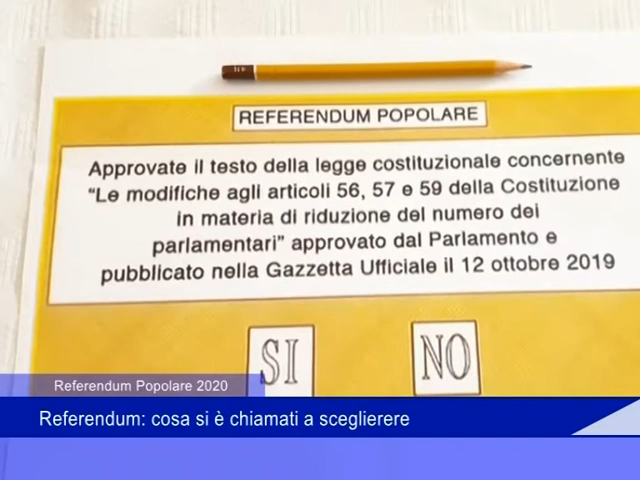 REFERENDUM POPOLARE
Approvate il testo della legge costituzionale concernente
“Le modifiche agli articoli 56, 57 e 59 della Costituzione
in materia di riduzione del numero dei
parlamentari” approvato dal Parlamento e
pubblicato nella Gazzetta Ufficiale il 12 ottobre 2019
SI NO
Referendum Popolare 2020
Referendum: cosa si è chiamati a sceglierere